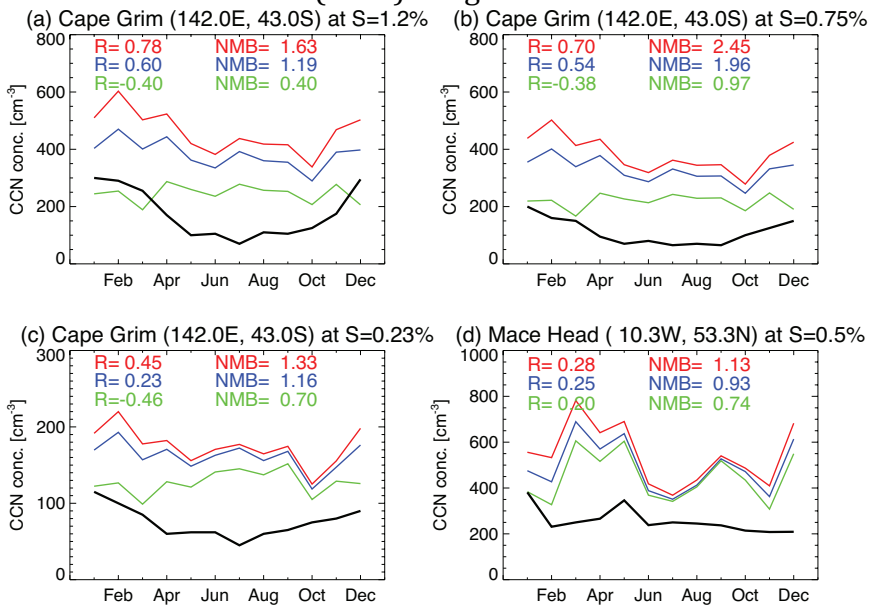 (a) Cape Grim (142.0E, 43.0S) at S=1.2%
R= 0.78 NMB= 1.63
R= 0.60 NMB= 1.19
R=-0.40 NMB= 0.40
CCN conc. [cm-3]
800
600
400
200
0
Feb Apr Jun Aug Oct Dec
(b) Cape Grim (142.0E, 43.0S) at S=0.75%
R= 0.70 NMB= 2.45
R= 0.54 NMB= 1.96
R=-0.38 NMB= 0.97
CCN conc. [cm-3]
800
600
400
200
0
Feb Apr Jun Aug Oct Dec
(c) Cape Grim (142.0E, 43.0S) at S=0.23%
R= 0.45 NMB= 1.33
R= 0.23 NMB= 1.16
R=-0.46 NMB= 0.70
CCN conc. [cm-3]
300
200
100
0
Feb Apr Jun Aug Oct Dec
(d) Mace Head ( 10.3W, 53.3N) at S=0.5%
R= 0.28 NMB= 1.13
R= 0.25 NMB= 0.93
R= 0.20 NMB= 0.74
CCN conc. [cm-3]
1000
800
600
400
200
0
Feb Apr Jun Aug Oct Dec